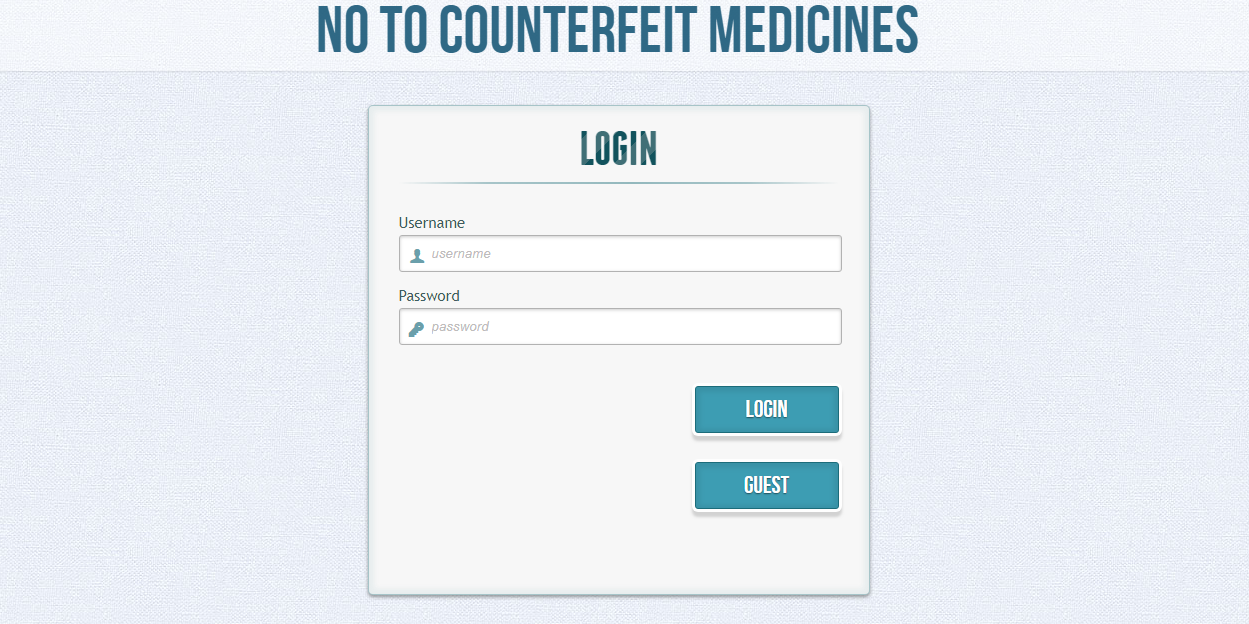 NO TO COUNTERFEIT MEDICINES
LOGIN
Username
username
Password
password
LOGIN
GUEST